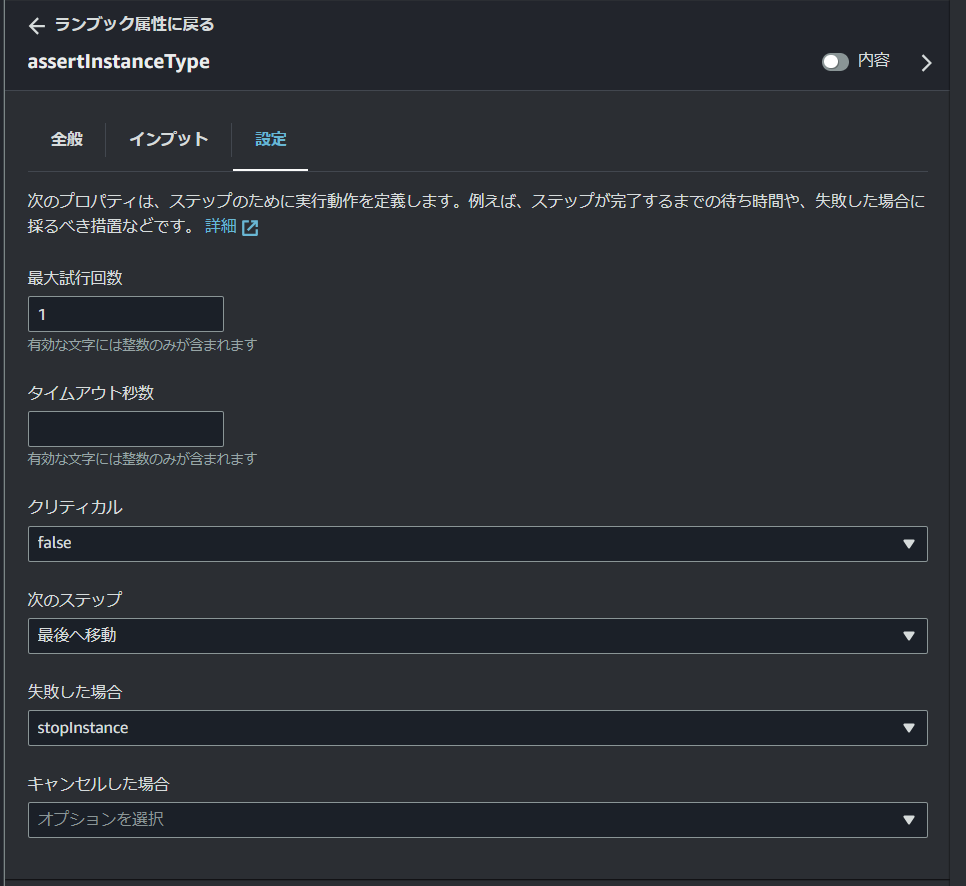 ランブック属性に戻る
assertInstanceType
内容
全般 インプット 設定
次のプロパティは、ステップのために実行動作を定義します。例えば、ステップが完了するまでの待ち時間や、失敗した場合に
採るべき措置などです。 詳細
最大試行回数
1
有効な文字には整数のみが含まれます
タイムアウト秒数
有効な文字には整数のみが含まれます
クリティカル
false
次のステップ
最後へ移動
失敗した場合
stopInstance
キャンセルした場合
オプションを選択